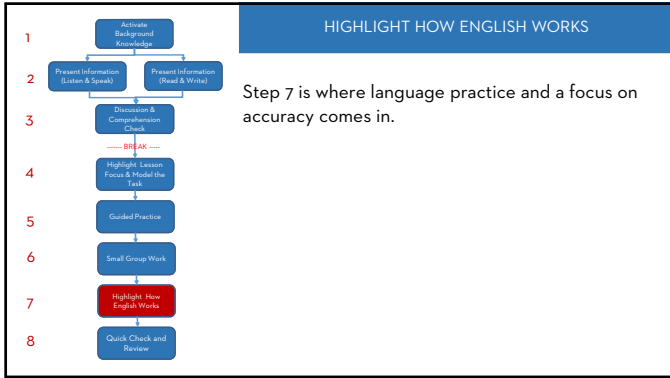 HIGHLIGHT HOW ENGLISH WORKS
Step 7 is where language practice and a focus on
accuracy comes in.
1
Activate
Background
Knowledge
2
Present Information
(Listen & Speak)
Present Information
(Read & Write)
3
Discussion &
Comprehension
Check
------- BREAK -----
4
Highlight Lesson
Focus & Model the
Task
5
Guided Practice
6
Small Group Work
7
Highlight How
English Works
8
Quick Check and
Review